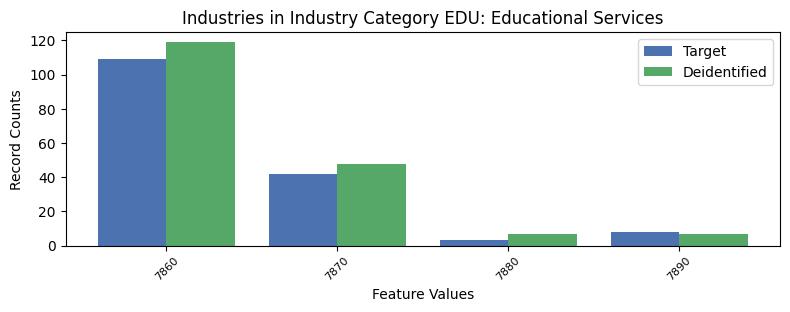 Industries in Industry Category EDU: Educational Services
Target
Deidentified
Record Counts
120
100
80
60
40
20
0
7860
7870
7880
7890
Feature Values